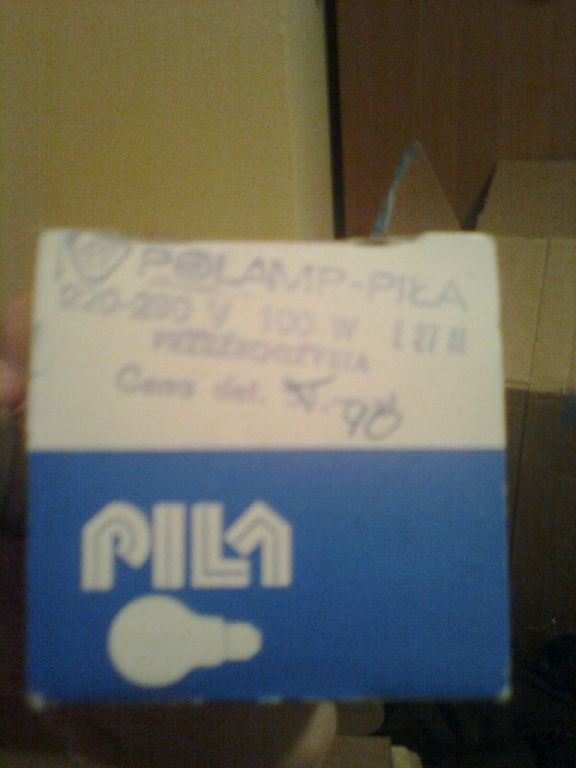 POLAMP-PIŁA
220-230 V 100 W E 27
PRZEZROCZYSTA
Cena det.
90
PILA